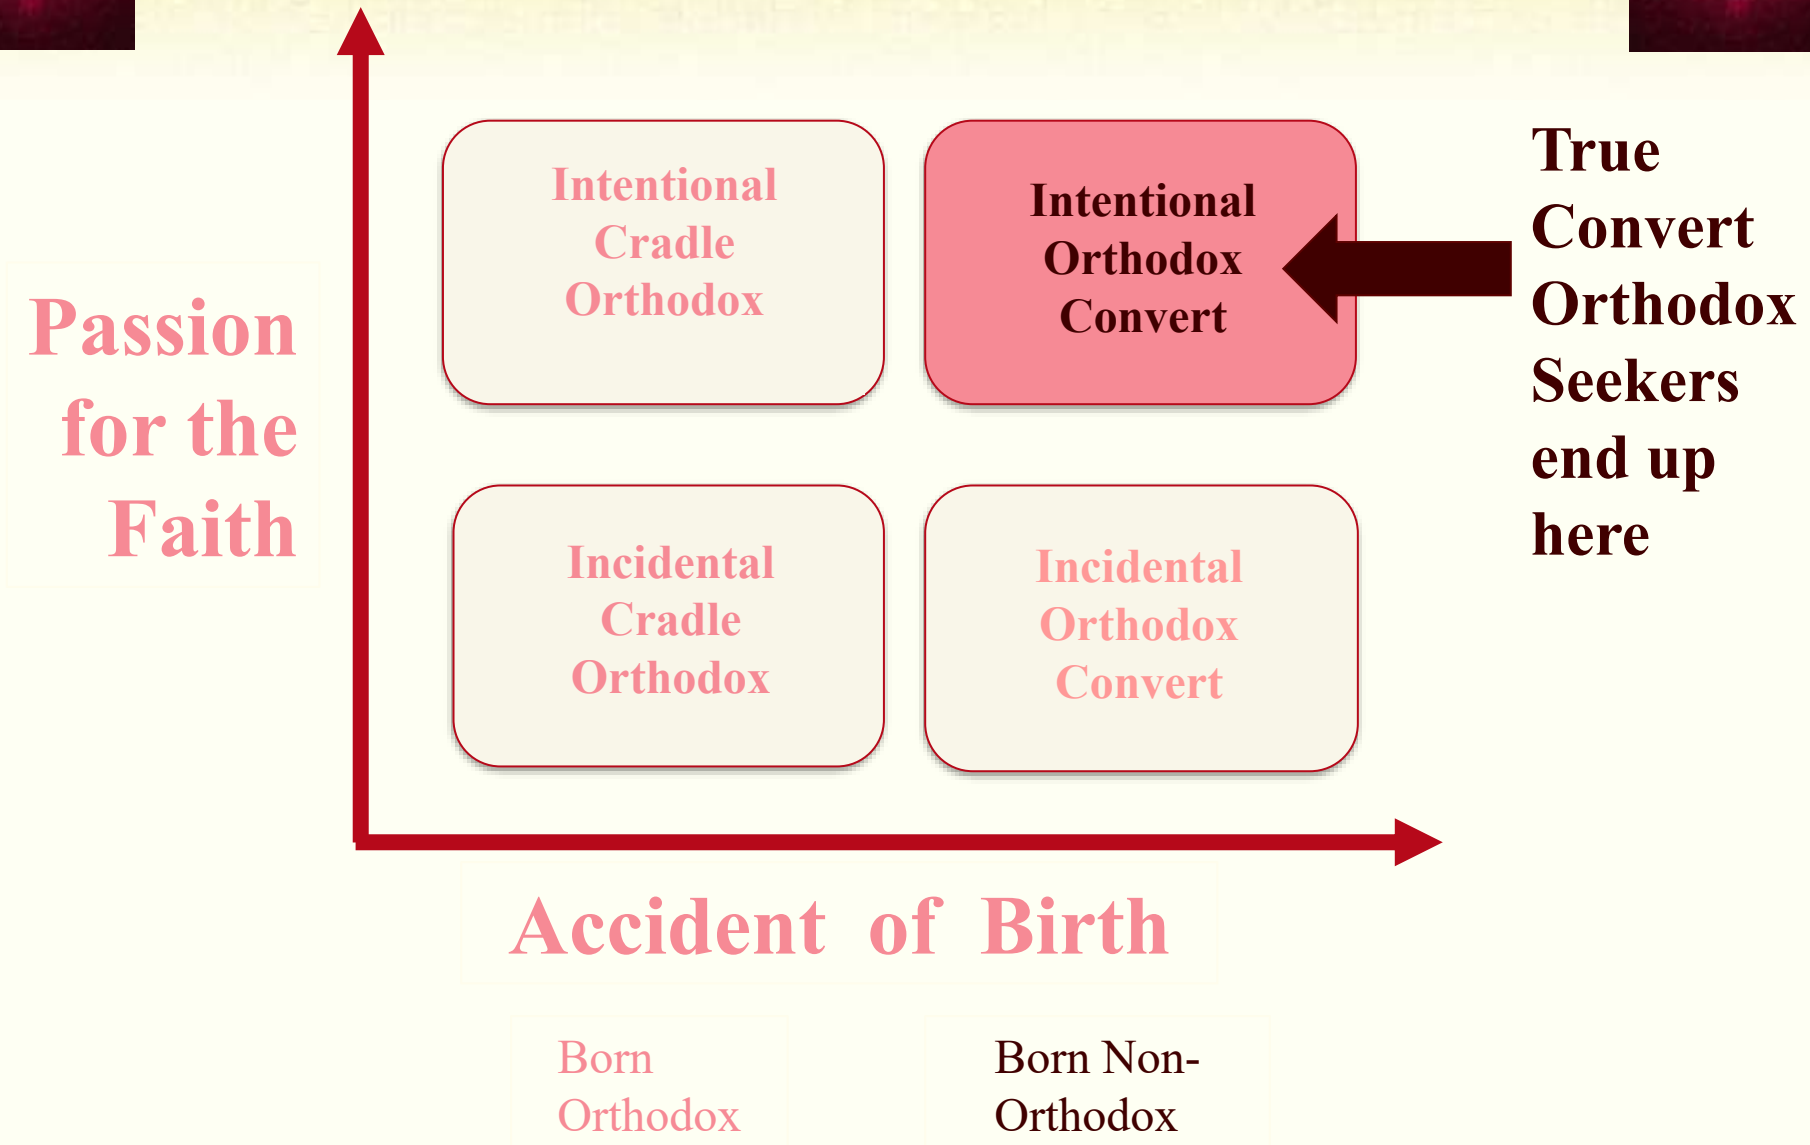 Passion
for the
Faith
Intentional
Cradle
Orthodox
Intentional
Orthodox
Convert
True
Convert
Orthodox
Seekers
end up
here
Incidental
Cradle
Orthodox
Incidental
Orthodox
Convert
Accident of Birth
Born
Orthodox
Born Non-
Orthodox